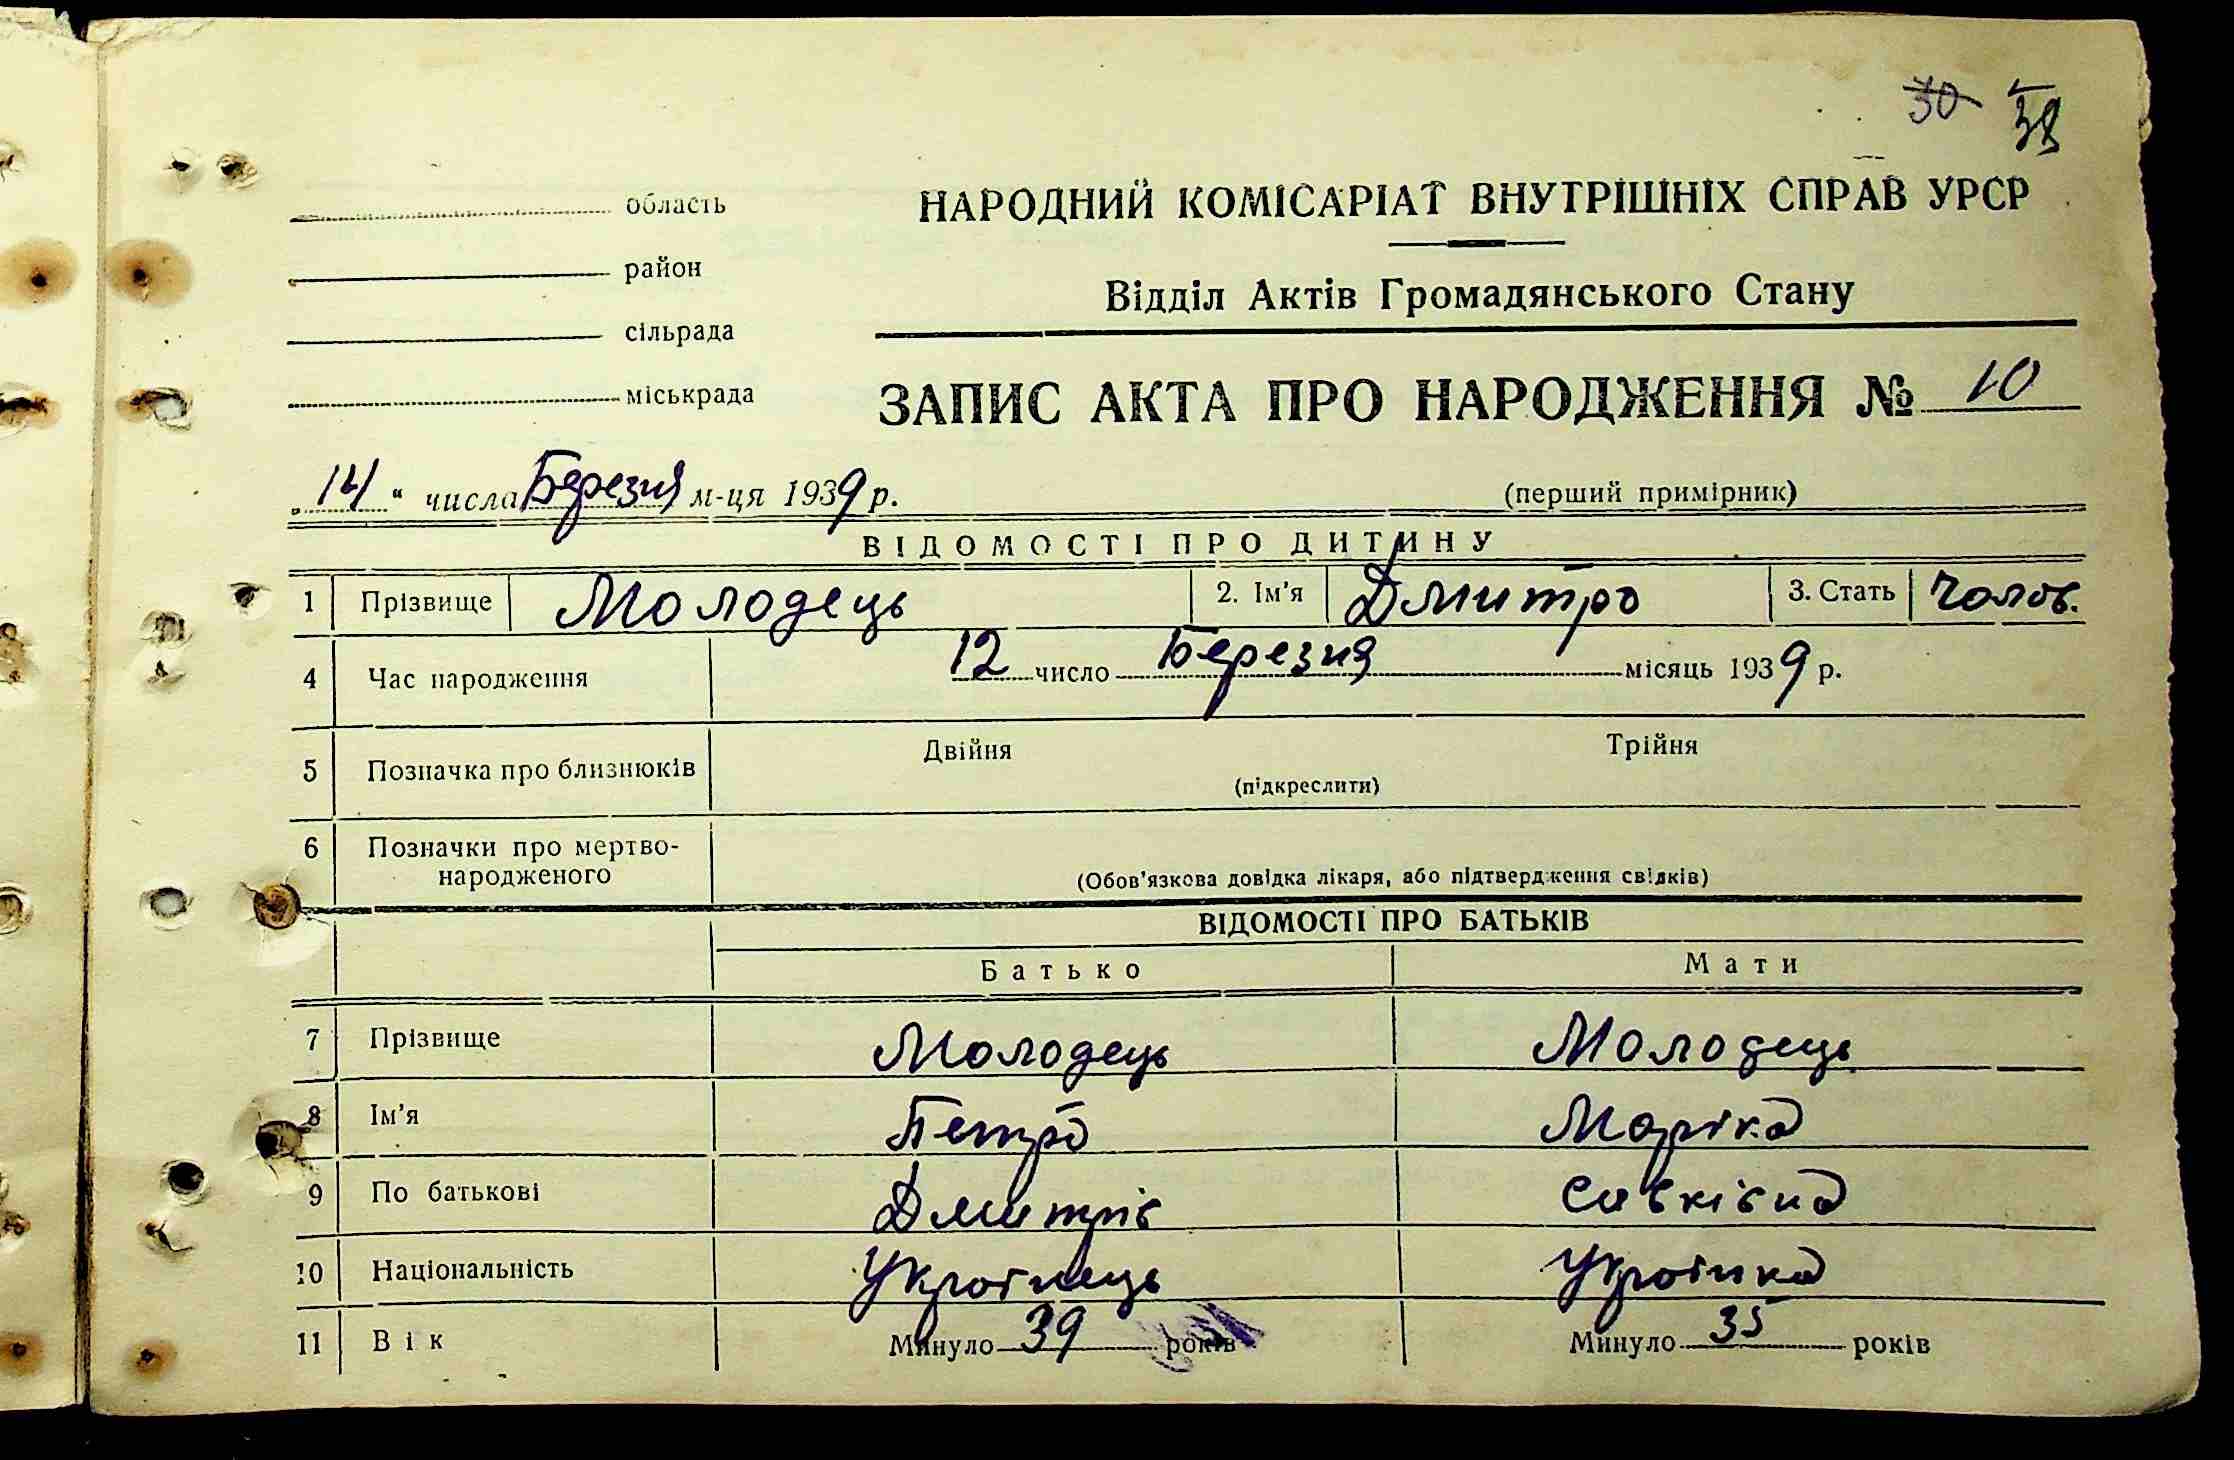 30 38
область
район
сільрада
міськрада
НАРОДНИЙ КОМІСАРІАТ ВНУТРІШНІХ СПРАВ УРСР
Відділ Актів Громадянського Стану
ЗАПИС АКТА ПРО НАРОДЖЕННЯ № 10
„14“ числа Березня м-ця 1939 р.
(перший примірник)
ВІДОМОСТІ ПРО ДИТИНУ
1 Прізвище Молодець 2. Ім'я Дмитро 3. Стать Чолов.
4 Час народження 12 число Березня місяць 1939 р.
5 Позначка про близнюків Двійня Трійня
(підкреслити)
6 Позначки про мертво-
народженого
(Обов'язкова довідка лікаря, або підтвердження свідків)
ВІДОМОСТІ ПРО БАТЬКІВ
Батько Мати
7 Прізвище Молодець Молодець
8 Ім'я Петро Маріка
9 По батькові Дмитрів Савківна
10 Національність Українець Українка
11 Вік Минуло 39 років Минуло 35 років